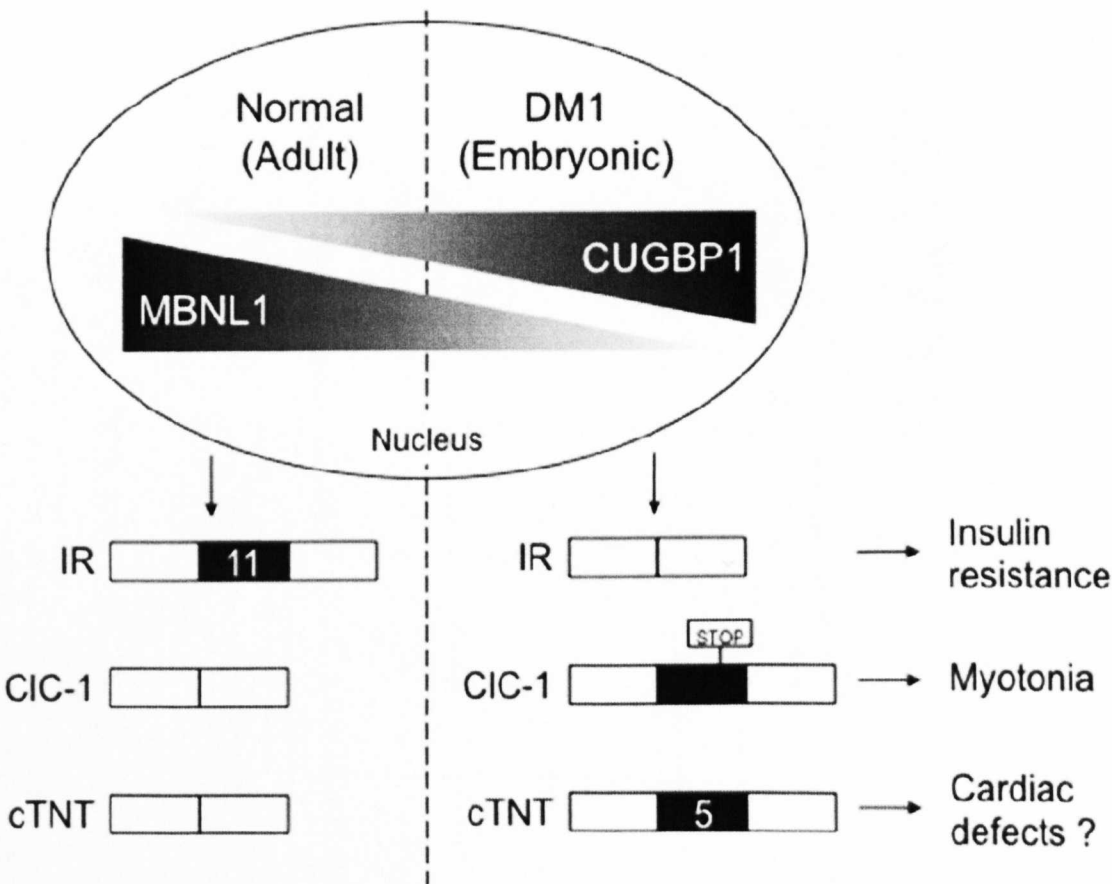 Normal
(Adult)
DM1
(Embryonic)
CUGBP1
MBNL1
Nucleus
IR
11
IR
Insulin
resistance
STOP
ClC-1
ClC-1
Myotonia
cTNT
cTNT
5
Cardiac
defects ?